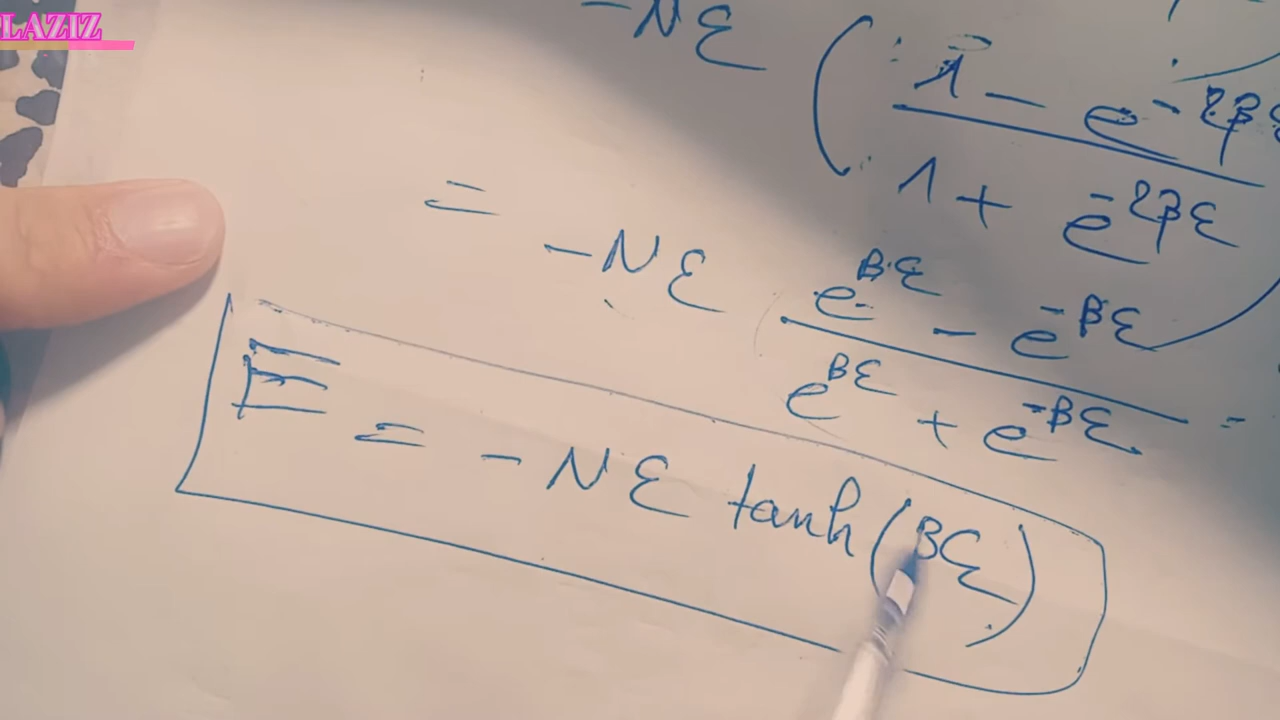 LAZIZ
-Nε ( 1 - e^{-2βε}
1 + e^{-2βε} )
= -Nε e^{βε} - e^{-βε}
e^{βε} + e^{-βε} =
E = -Nε tanh(βε)